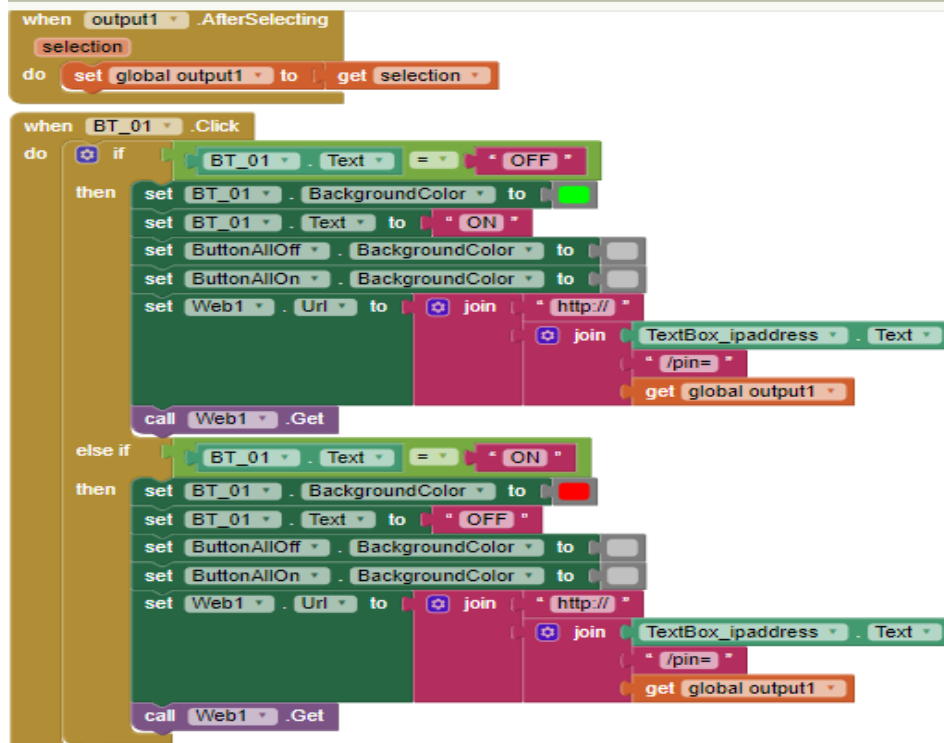 when output1 .AfterSelecting
selection
do set global output1 to get selection
when BT_01 .Click
do if BT_01 . Text = " OFF "
then set BT_01 . BackgroundColor to
set BT_01 . Text to " ON "
set ButtonAllOff . BackgroundColor to
set ButtonAllOn . BackgroundColor to
set Web1 . Url to join " http:// "
join TextBox_ipaddress . Text
" /pin= "
get global output1
call Web1 .Get
else if BT_01 . Text = " ON "
then set BT_01 . BackgroundColor to
set BT_01 . Text to " OFF "
set ButtonAllOff . BackgroundColor to
set ButtonAllOn . BackgroundColor to
set Web1 . Url to join " http:// "
join TextBox_ipaddress . Text
" /pin= "
get global output1
call Web1 .Get